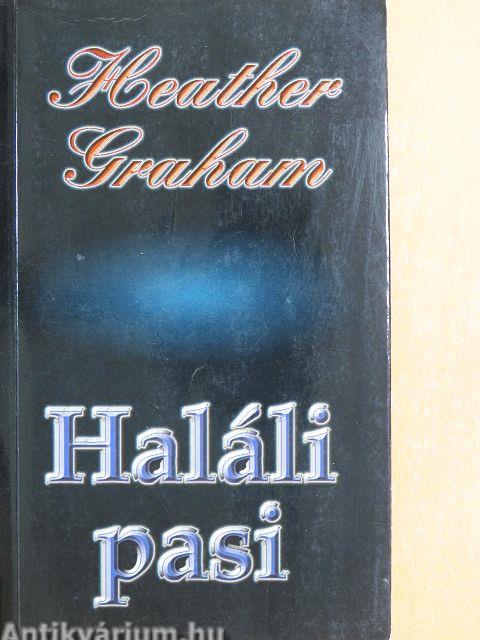 Heather
Graham
Haláli
pasi
Antikvárium.hu